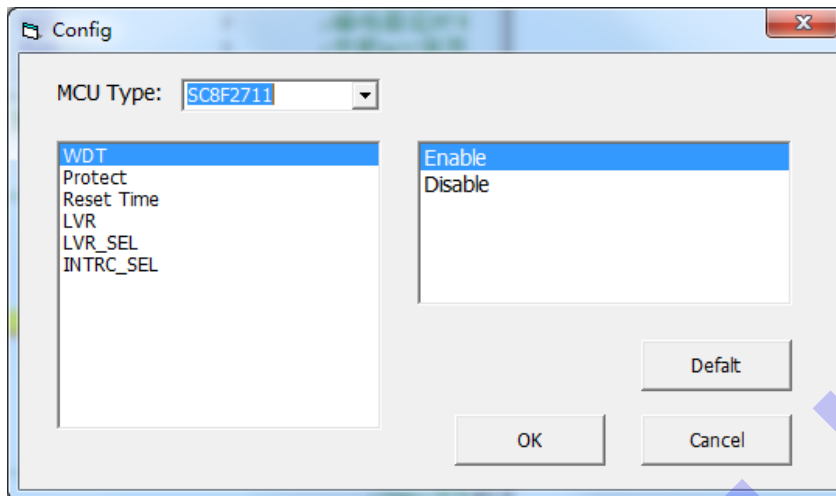 Config
MCU Type: SC8F2711
WDT
Protect
Reset Time
LVR
LVR_SEL
INTRC_SEL
Enable
Disable
Defalt
OK Cancel